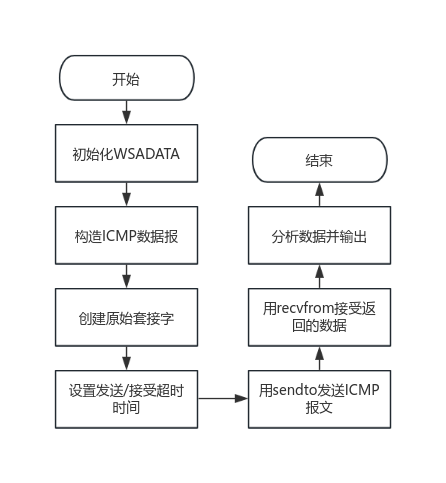 开始
初始化WSADATA
构造ICMP数据报
创建原始套接字
设置发送/接受超时
时间
用sendto发送ICMP
报文
用recvfrom接受返
回的数据
分析数据并输出
结束